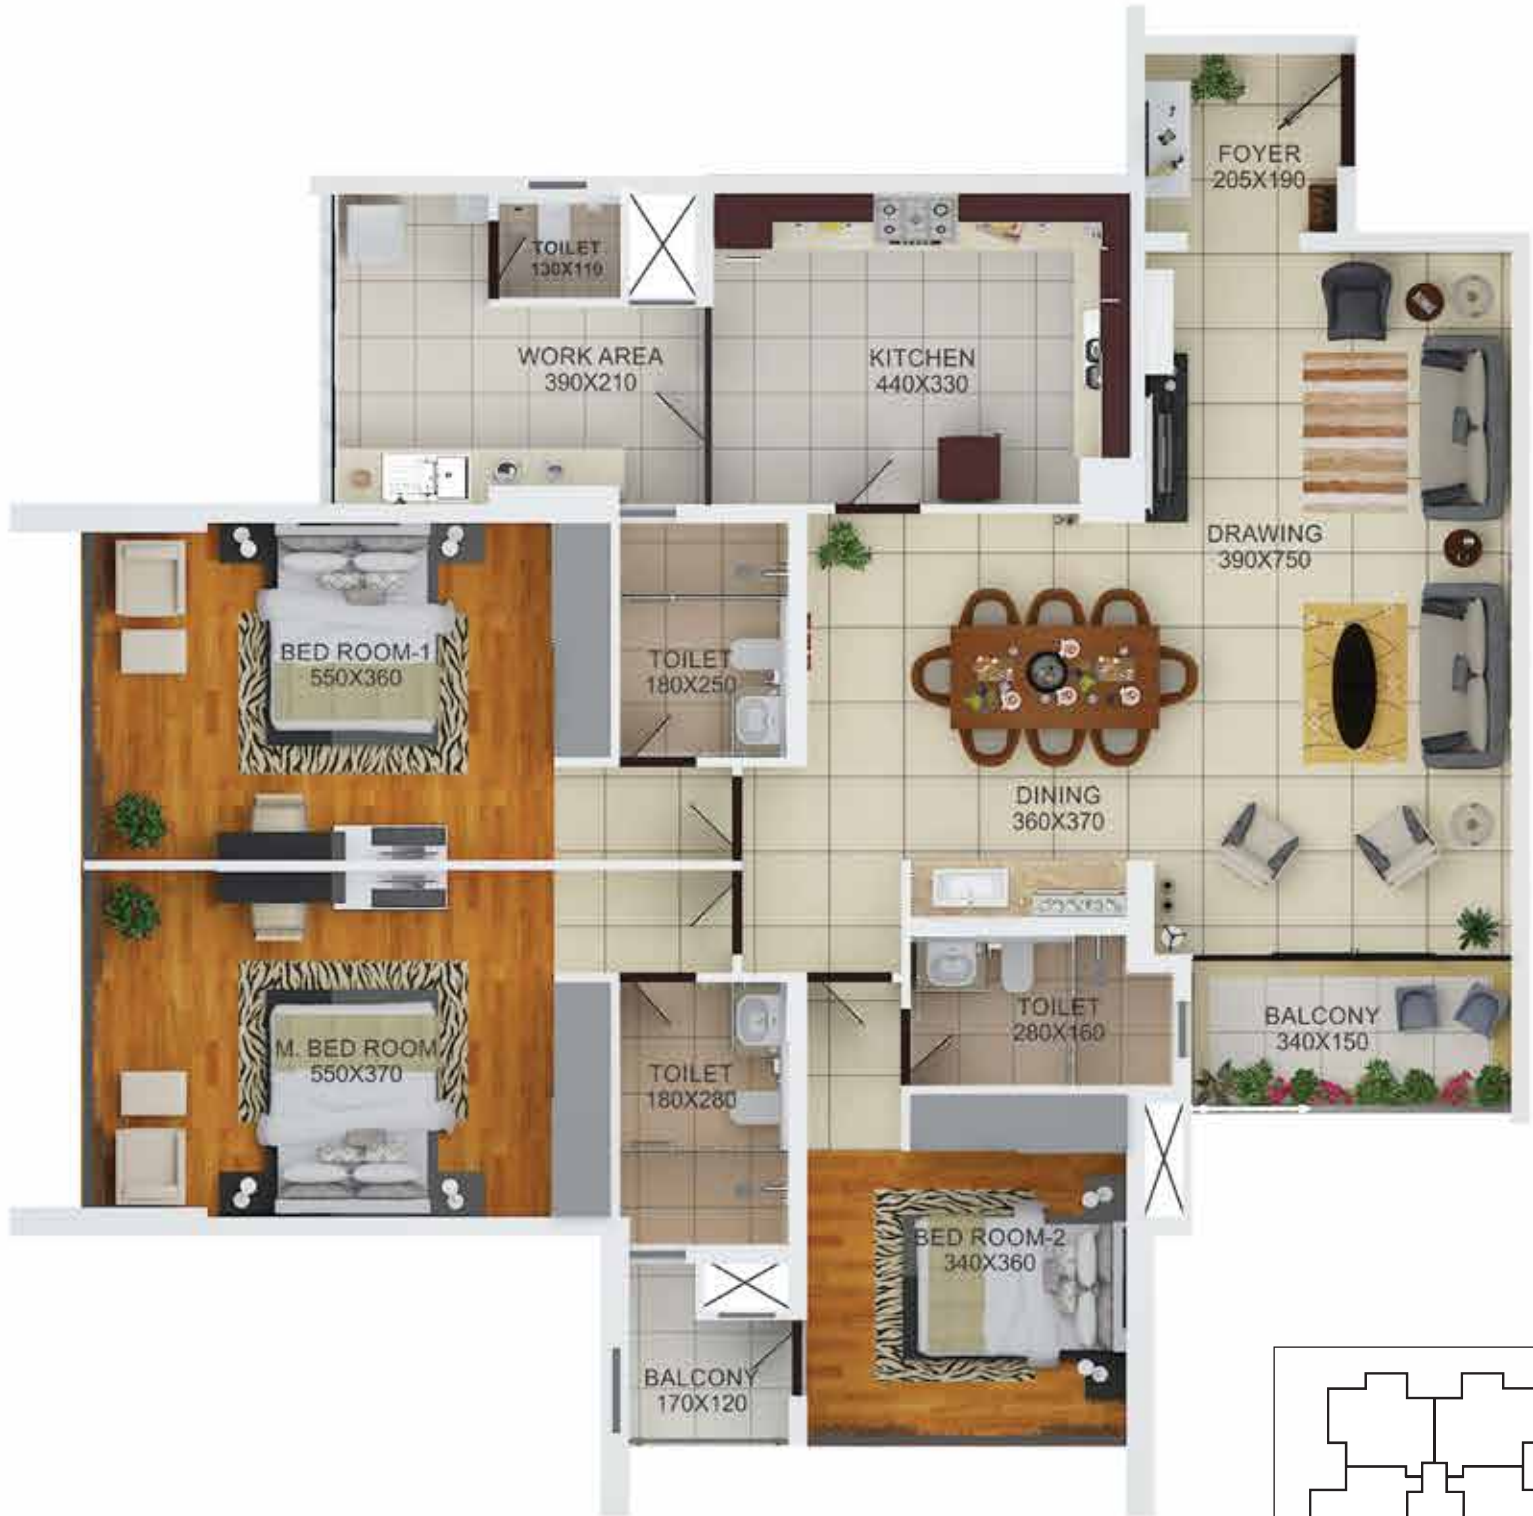 FOYER
205X190
TOILET
130X110
WORK AREA
390X210
KITCHEN
440X330
DRAWING
390X750
BED ROOM-1
550X360
TOILET
180X250
DINING
360X370
M. BED ROOM
550X370
TOILET
180X280
TOILET
280X160
BALCONY
340X150
BED ROOM-2
340X360
BALCONY
170X120